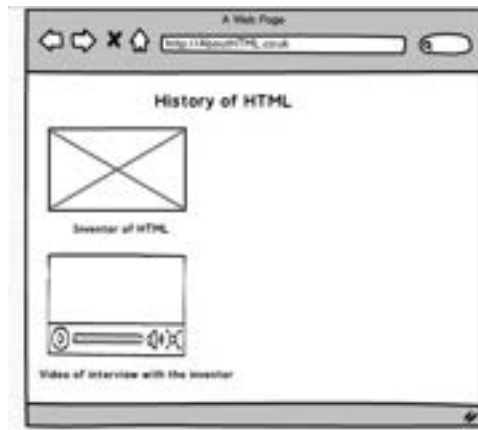 A Web Page
http://AboutHTML.co.uk
History of HTML
Inventor of HTML
Video of interview with the inventor